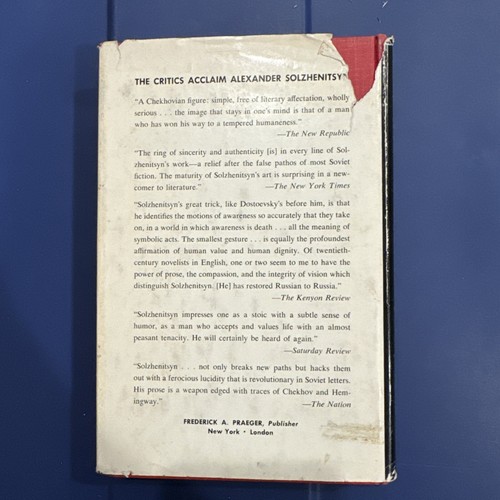 THE CRITICS ACCLAIM ALEXANDER SOLZHENITSY
"A Chekhovian figure: simple, free of literary affectation, wholly
serious . . . the image that stays in one's mind is that of a man
who has won his way to a tempered humaneness."
—The New Republic
"The ring of sincerity and authenticity [is] in every line of Sol-
zhenitsyn's work—a relief after the false pathos of most Soviet
fiction. The maturity of Solzhenitsyn's art is surprising in a new-
comer to literature." —The New York Times
"Solzhenitsyn's great trick, like Dostoevsky's before him, is that
he identifies the motions of awareness so accurately that they take
on, in a world in which awareness is death . . . all the meaning of
symbolic acts. The smallest gesture . . . is equally the profoundest
affirmation of human value and human dignity. Of twentieth-
century novelists in English, one or two seem to me to have the
power of prose, the compassion, and the integrity of vision which
distinguish Solzhenitsyn. [He] has restored Russian to Russia."
—The Kenyon Review
"Solzhenitsyn impresses one as a stoic with a subtle sense of
humor, as a man who accepts and values life with an almost
peasant tenacity. He will certainly be heard of again."
—Saturday Review
"Solzhenitsyn . . . not only breaks new paths but hacks them
out with a ferocious lucidity that is revolutionary in Soviet letters.
His prose is a weapon edged with traces of Chekhov and Hem-
ingway." —The Nation
FREDERICK A. PRAEGER, Publisher
New York • London